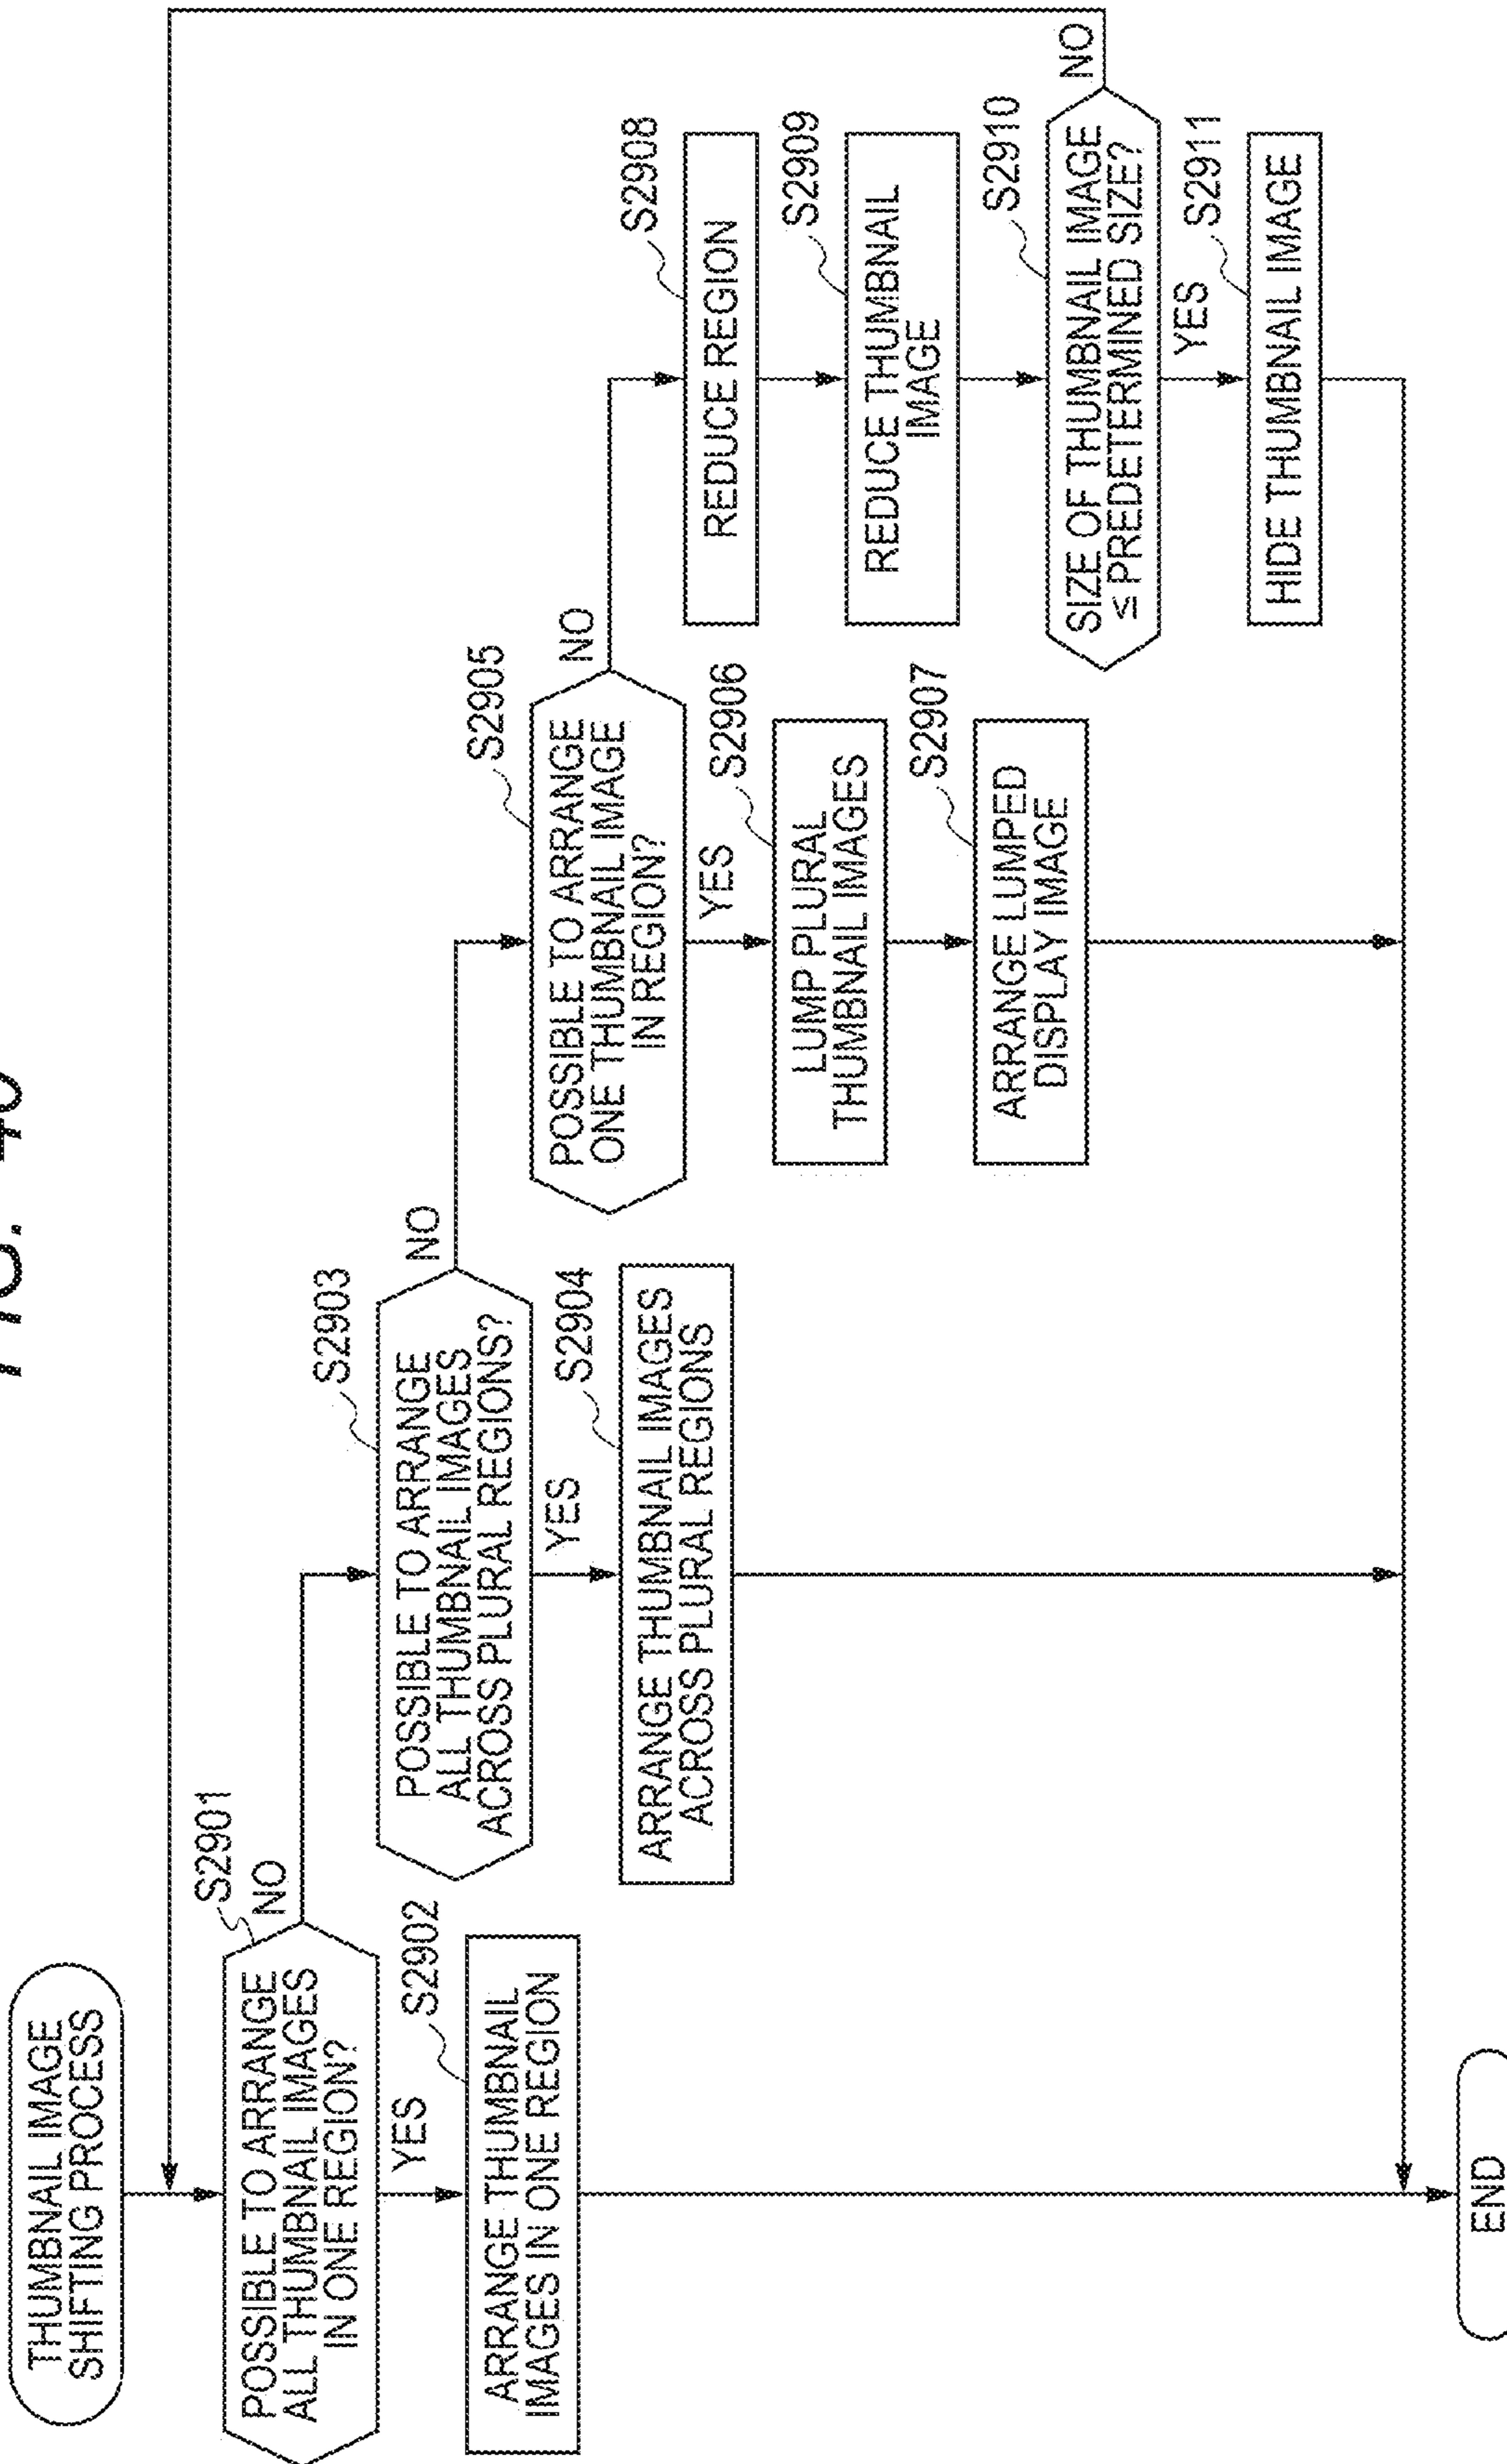 THUMBNAIL IMAGE
SHIFTING PROCESS
S2901
POSSIBLE TO ARRANGE
ALL THUMBNAIL IMAGES
IN ONE REGION?
NO
YES
S2902
ARRANGE THUMBNAIL
IMAGES IN ONE REGION
S2903
POSSIBLE TO ARRANGE
ALL THUMBNAIL IMAGES
ACROSS PLURAL REGIONS?
NO
YES
S2904
ARRANGE THUMBNAIL IMAGES
ACROSS PLURAL REGIONS
S2905
POSSIBLE TO ARRANGE
ONE THUMBNAIL IMAGE
IN REGION?
NO
YES
S2906
LUMP PLURAL
THUMBNAIL IMAGES
S2907
ARRANGE LUMPED
DISPLAY IMAGE
S2908
REDUCE REGION
S2909
REDUCE THUMBNAIL
IMAGE
S2910
SIZE OF THUMBNAIL IMAGE
≤ PREDETERMINED SIZE?
NO
YES
S2911
HIDE THUMBNAIL IMAGE
END